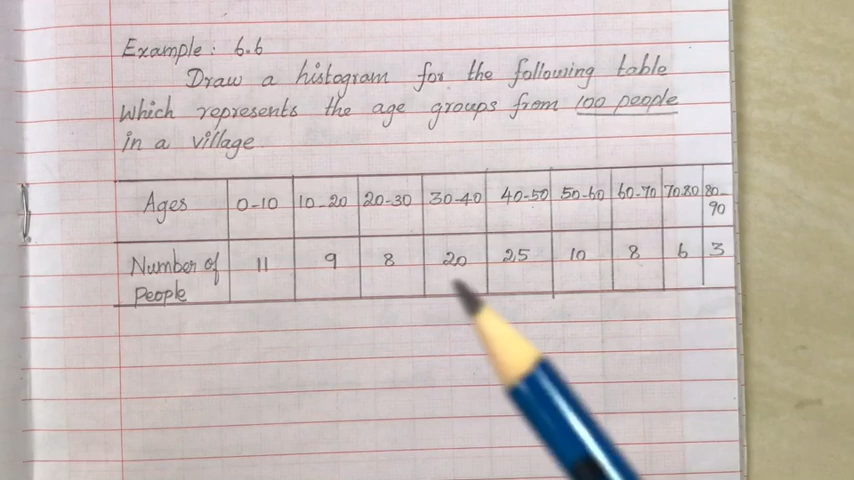 Example: 6.6
Draw a histogram for the following table
Which represents the age groups from 100 people
in a village
Ages 0-10 10-20 20-30 30-40 40-50 50-60 60-70 70-80 80-90
Number of People 11 9 8 20 25 10 8 6 3